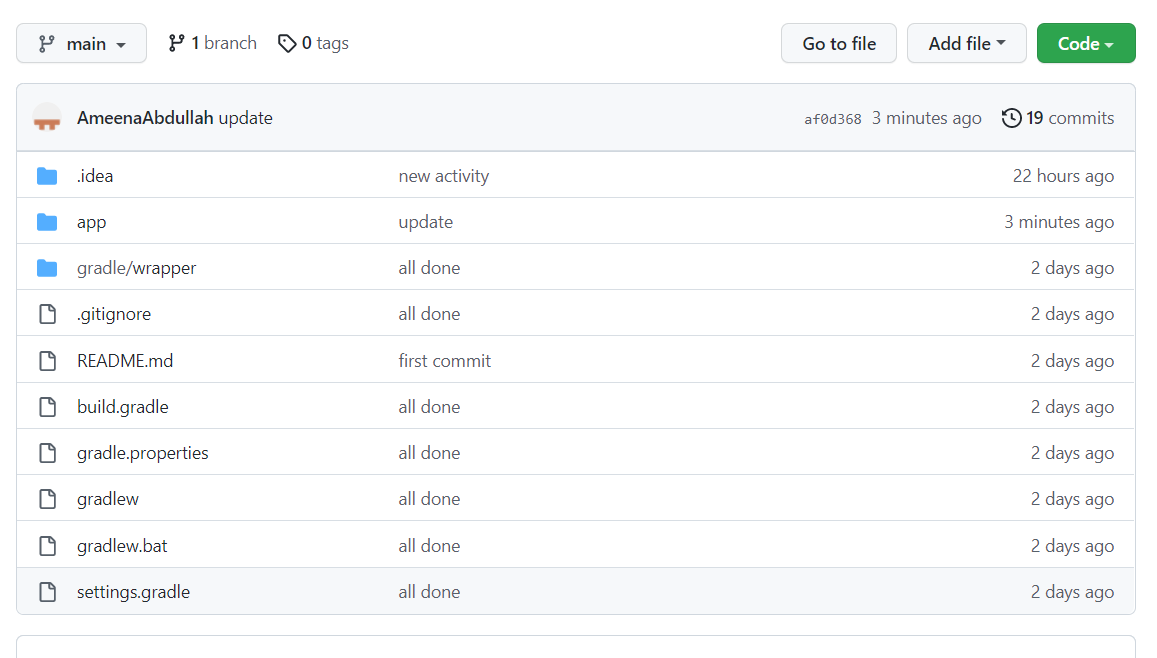 main 1 branch 0 tags Go to file Add file Code
AmeenaAbdullah update af0d368 3 minutes ago 19 commits
.idea new activity 22 hours ago
app update 3 minutes ago
gradle/wrapper all done 2 days ago
.gitignore all done 2 days ago
README.md first commit 2 days ago
build.gradle all done 2 days ago
gradle.properties all done 2 days ago
gradlew all done 2 days ago
gradlew.bat all done 2 days ago
settings.gradle all done 2 days ago